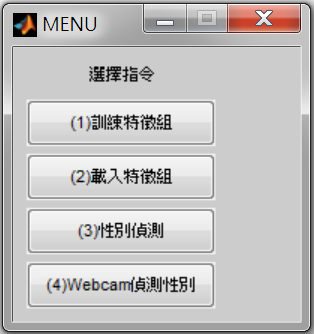 MENU
選擇指令
(1)訓練特徵組
(2)載入特徵組
(3)性別偵測
(4)Webcam偵測性別